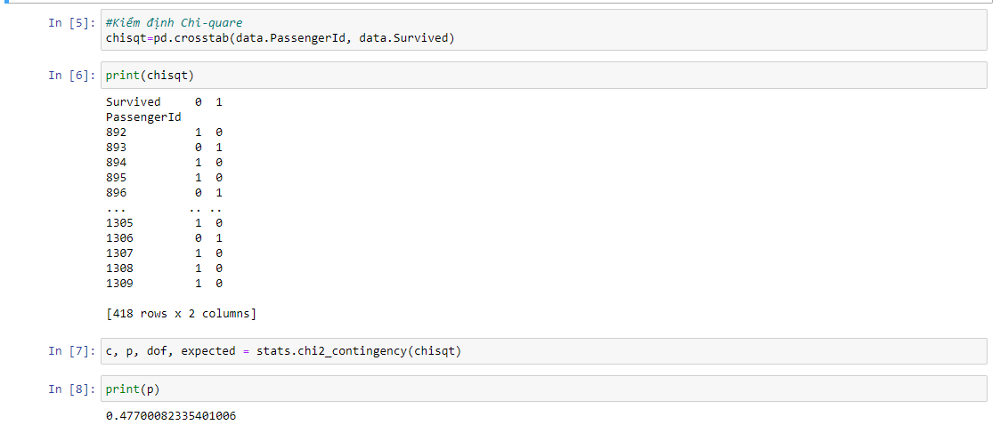 In [5]: #Kiểm định Chi-quare
chisqt=pd.crosstab(data.PassengerId, data.Survived)
In [6]: print(chisqt)
Survived 0 1
PassengerId
892 1 0
893 0 1
894 1 0
895 1 0
896 0 1
... .. ..
1305 1 0
1306 0 1
1307 1 0
1308 1 0
1309 1 0
[418 rows x 2 columns]
In [7]: c, p, dof, expected = stats.chi2_contingency(chisqt)
In [8]: print(p)
0.47700082335401006